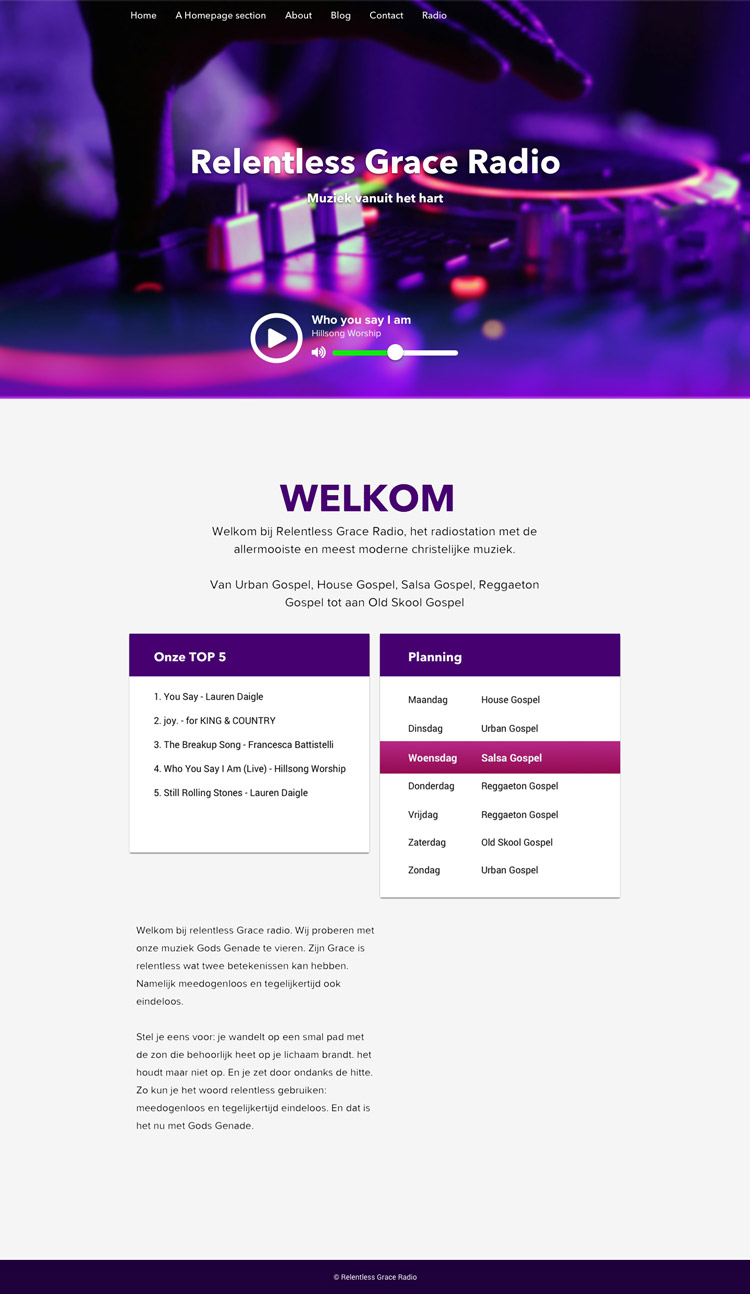 Home A Homepage section About Blog Contact Radio
Relentless Grace Radio
Muziek vanuit het hart
Who you say I am
Hillsong Worship
WELKOM
Welkom bij Relentless Grace Radio, het radiostation met de
allermooiste en meest moderne christelijke muziek.
Van Urban Gospel, House Gospel, Salsa Gospel, Reggaeton
Gospel tot aan Old Skool Gospel
Onze TOP 5
1. You Say - Lauren Daigle
2. joy. - for KING & COUNTRY
3. The Breakup Song - Francesca Battistelli
4. Who You Say I Am (Live) - Hillsong Worship
5. Still Rolling Stones - Lauren Daigle
Planning
Maandag House Gospel
Dinsdag Urban Gospel
Woensdag Salsa Gospel
Donderdag Reggaeton Gospel
Vrijdag Reggaeton Gospel
Zaterdag Old Skool Gospel
Zondag Urban Gospel
Welkom bij relentless Grace radio. Wij proberen met
onze muziek Gods Genade te vieren. Zijn Grace is
relentless wat twee betekenissen kan hebben.
Namelijk meedogenloos en tegelijkertijd ook
eindeloos.
Stel je eens voor: je wandelt op een smal pad met
de zon die behoorlijk heet op je lichaam brandt. het
houdt maar niet op. En je zet door ondanks de hitte.
Zo kun je het woord relentless gebruiken:
meedogenloos en tegelijkertijd eindeloos. En dat is
het nu met Gods Genade.
© Relentless Grace Radio